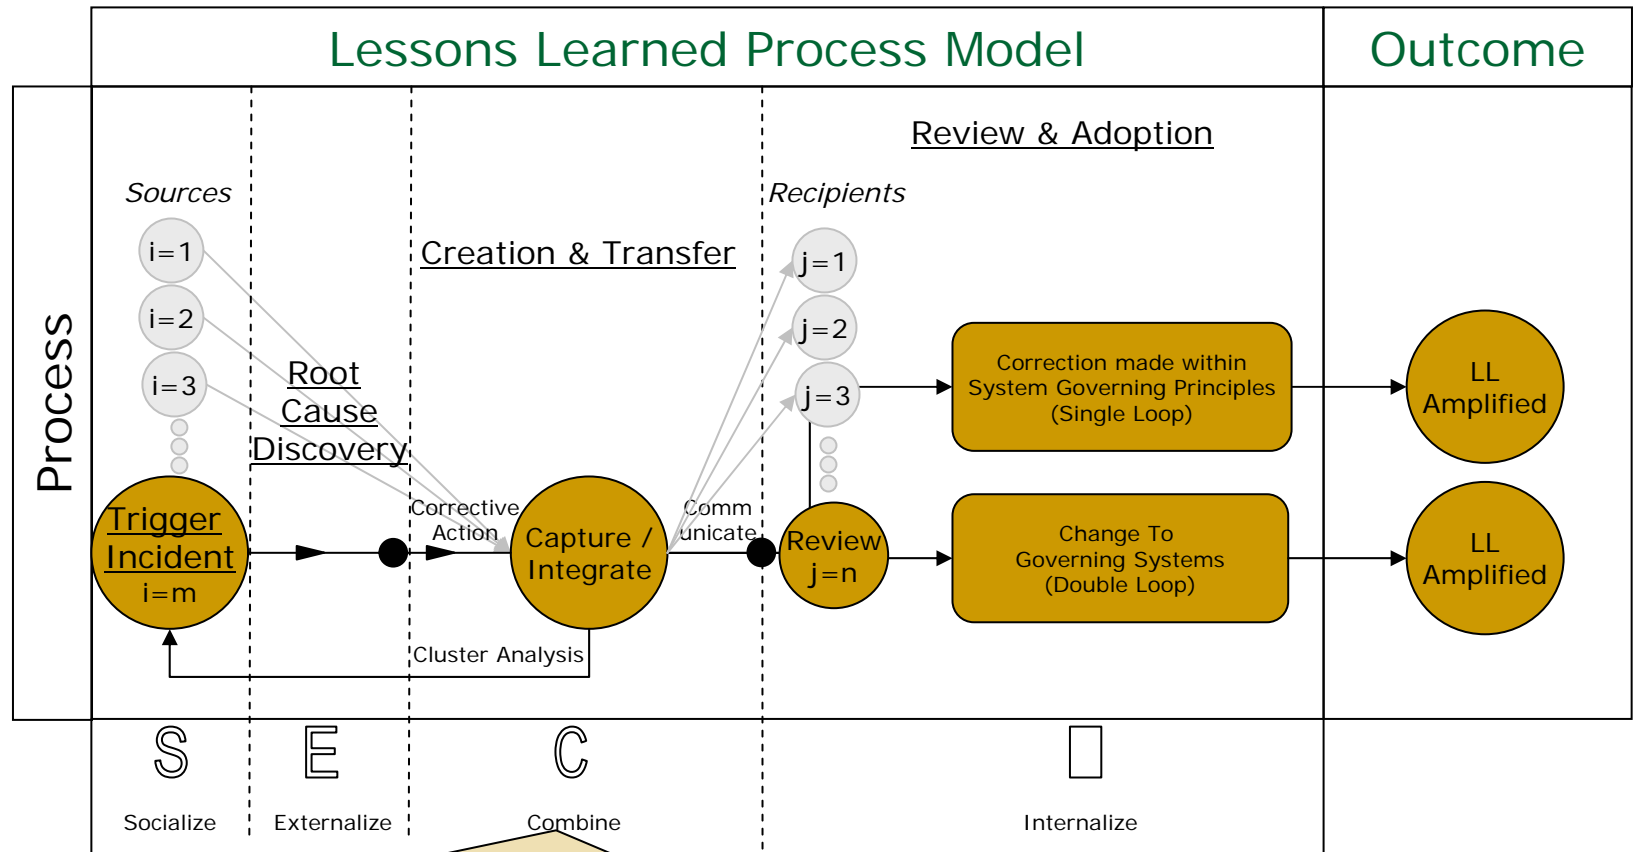 Lessons Learned Process Model
Outcome
Process
Review & Adoption
Sources
Recipients
Creation & Transfer
i=1
i=2
i=3
j=1
j=2
j=3
Root
Cause
Discovery
Correction made within
System Governing Principles
(Single Loop)
LL
Amplified
Trigger
Incident
i=m
Corrective
Action
Capture /
Integrate
Comm
unicate
Review
j=n
Change To
Governing Systems
(Double Loop)
LL
Amplified
Cluster Analysis
S
E
C
Socialize
Externalize
Combine
Internalize